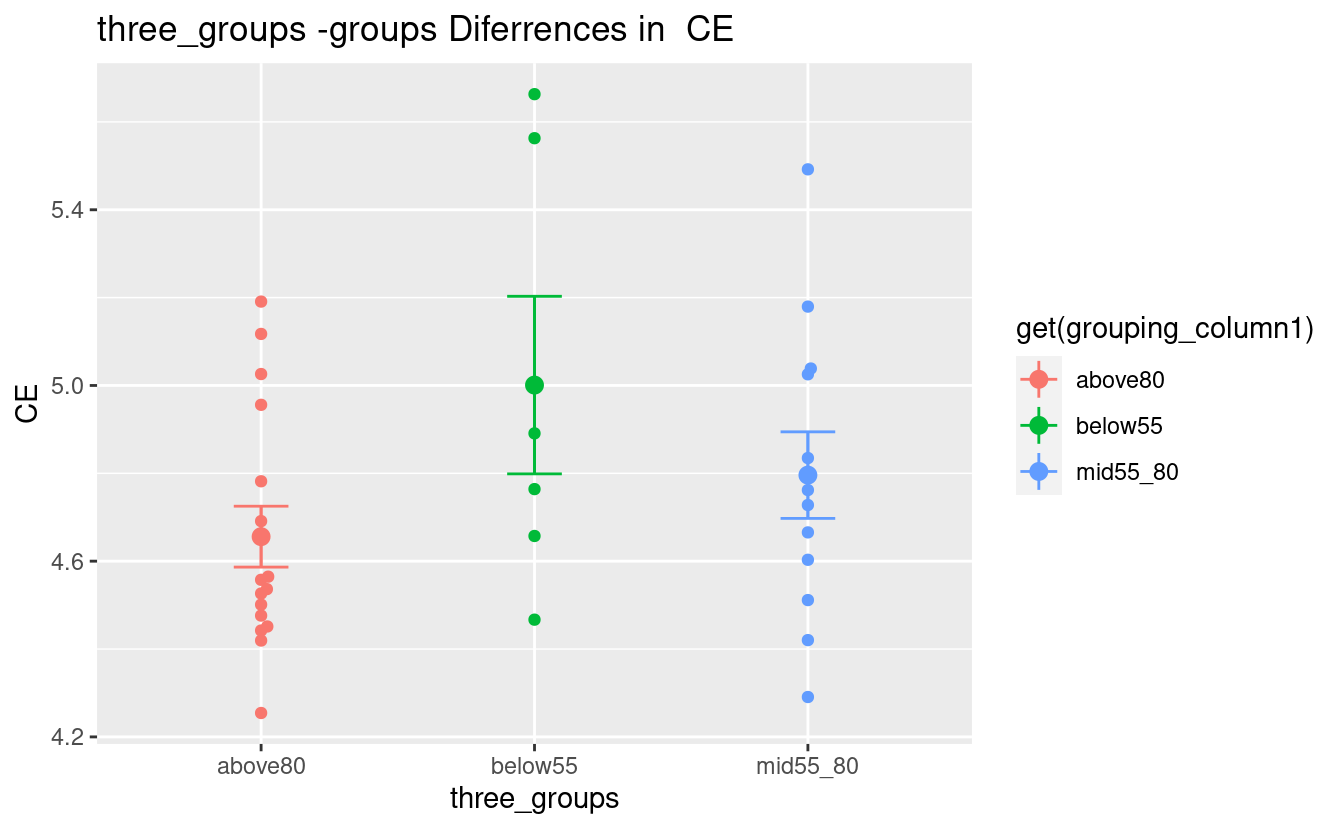 three_groups -groups Diferrences in  CE
CE
5.4
5.0
4.6
4.2
above80
below55
mid55_80
three_groups
get(grouping_column1)
above80
below55
mid55_80